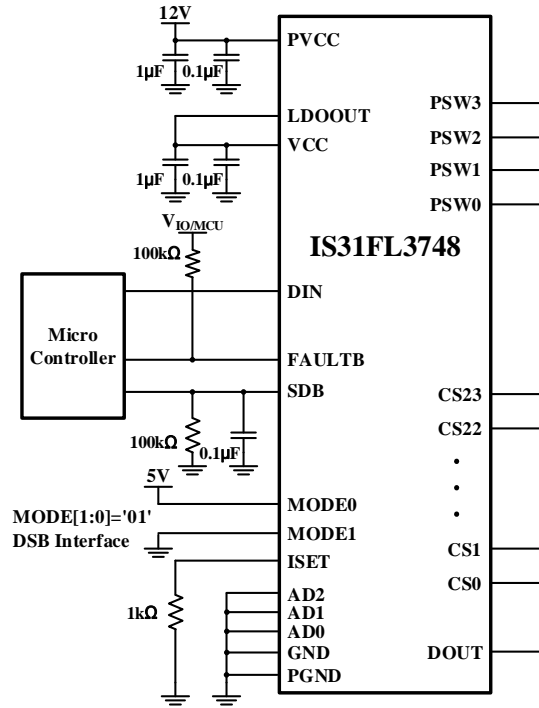 12V
PVCC
1µF
0.1µF
LDOOUT
VCC
1µF
0.1µF
VIO/MCU
100kΩ
Micro
Controller
DIN
FAULTB
SDB
100kΩ
0.1µF
5V
MODE0
MODE[1:0]='01'
DSB Interface
MODE1
ISET
1kΩ
AD2
AD1
AD0
GND
PGND
IS31FL3748
PSW3
PSW2
PSW1
PSW0
CS23
CS22
CS1
CS0
DOUT